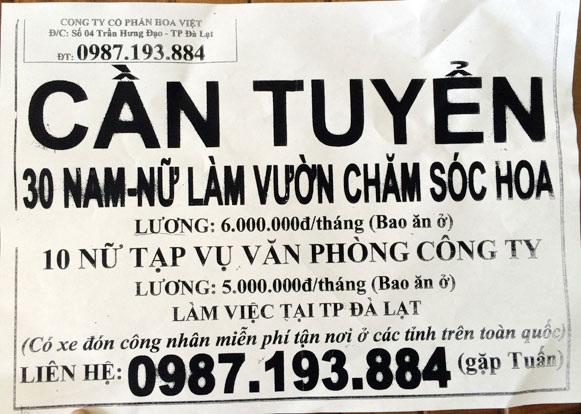 CÔNG TY CỔ PHẦN HOA VIỆT
Đ/C: Số 04 Trần Hưng Đạo - TP Đà Lạt
ĐT: 0987.193.884
CẦN TUYỂN
30 NAM-NỮ LÀM VƯỜN CHĂM SÓC HOA
LƯƠNG: 6.000.000đ/tháng (Bao ăn ở)
10 NỮ TẠP VỤ VĂN PHÒNG CÔNG TY
LƯƠNG: 5.000.000đ/tháng (Bao ăn ở)
LÀM VIỆC TẠI TP ĐÀ LẠT
(Có xe đón công nhân miễn phí tận nơi ở các tỉnh trên toàn quốc)
LIÊN HỆ: 0987.193.884 (gặp Tuấn)